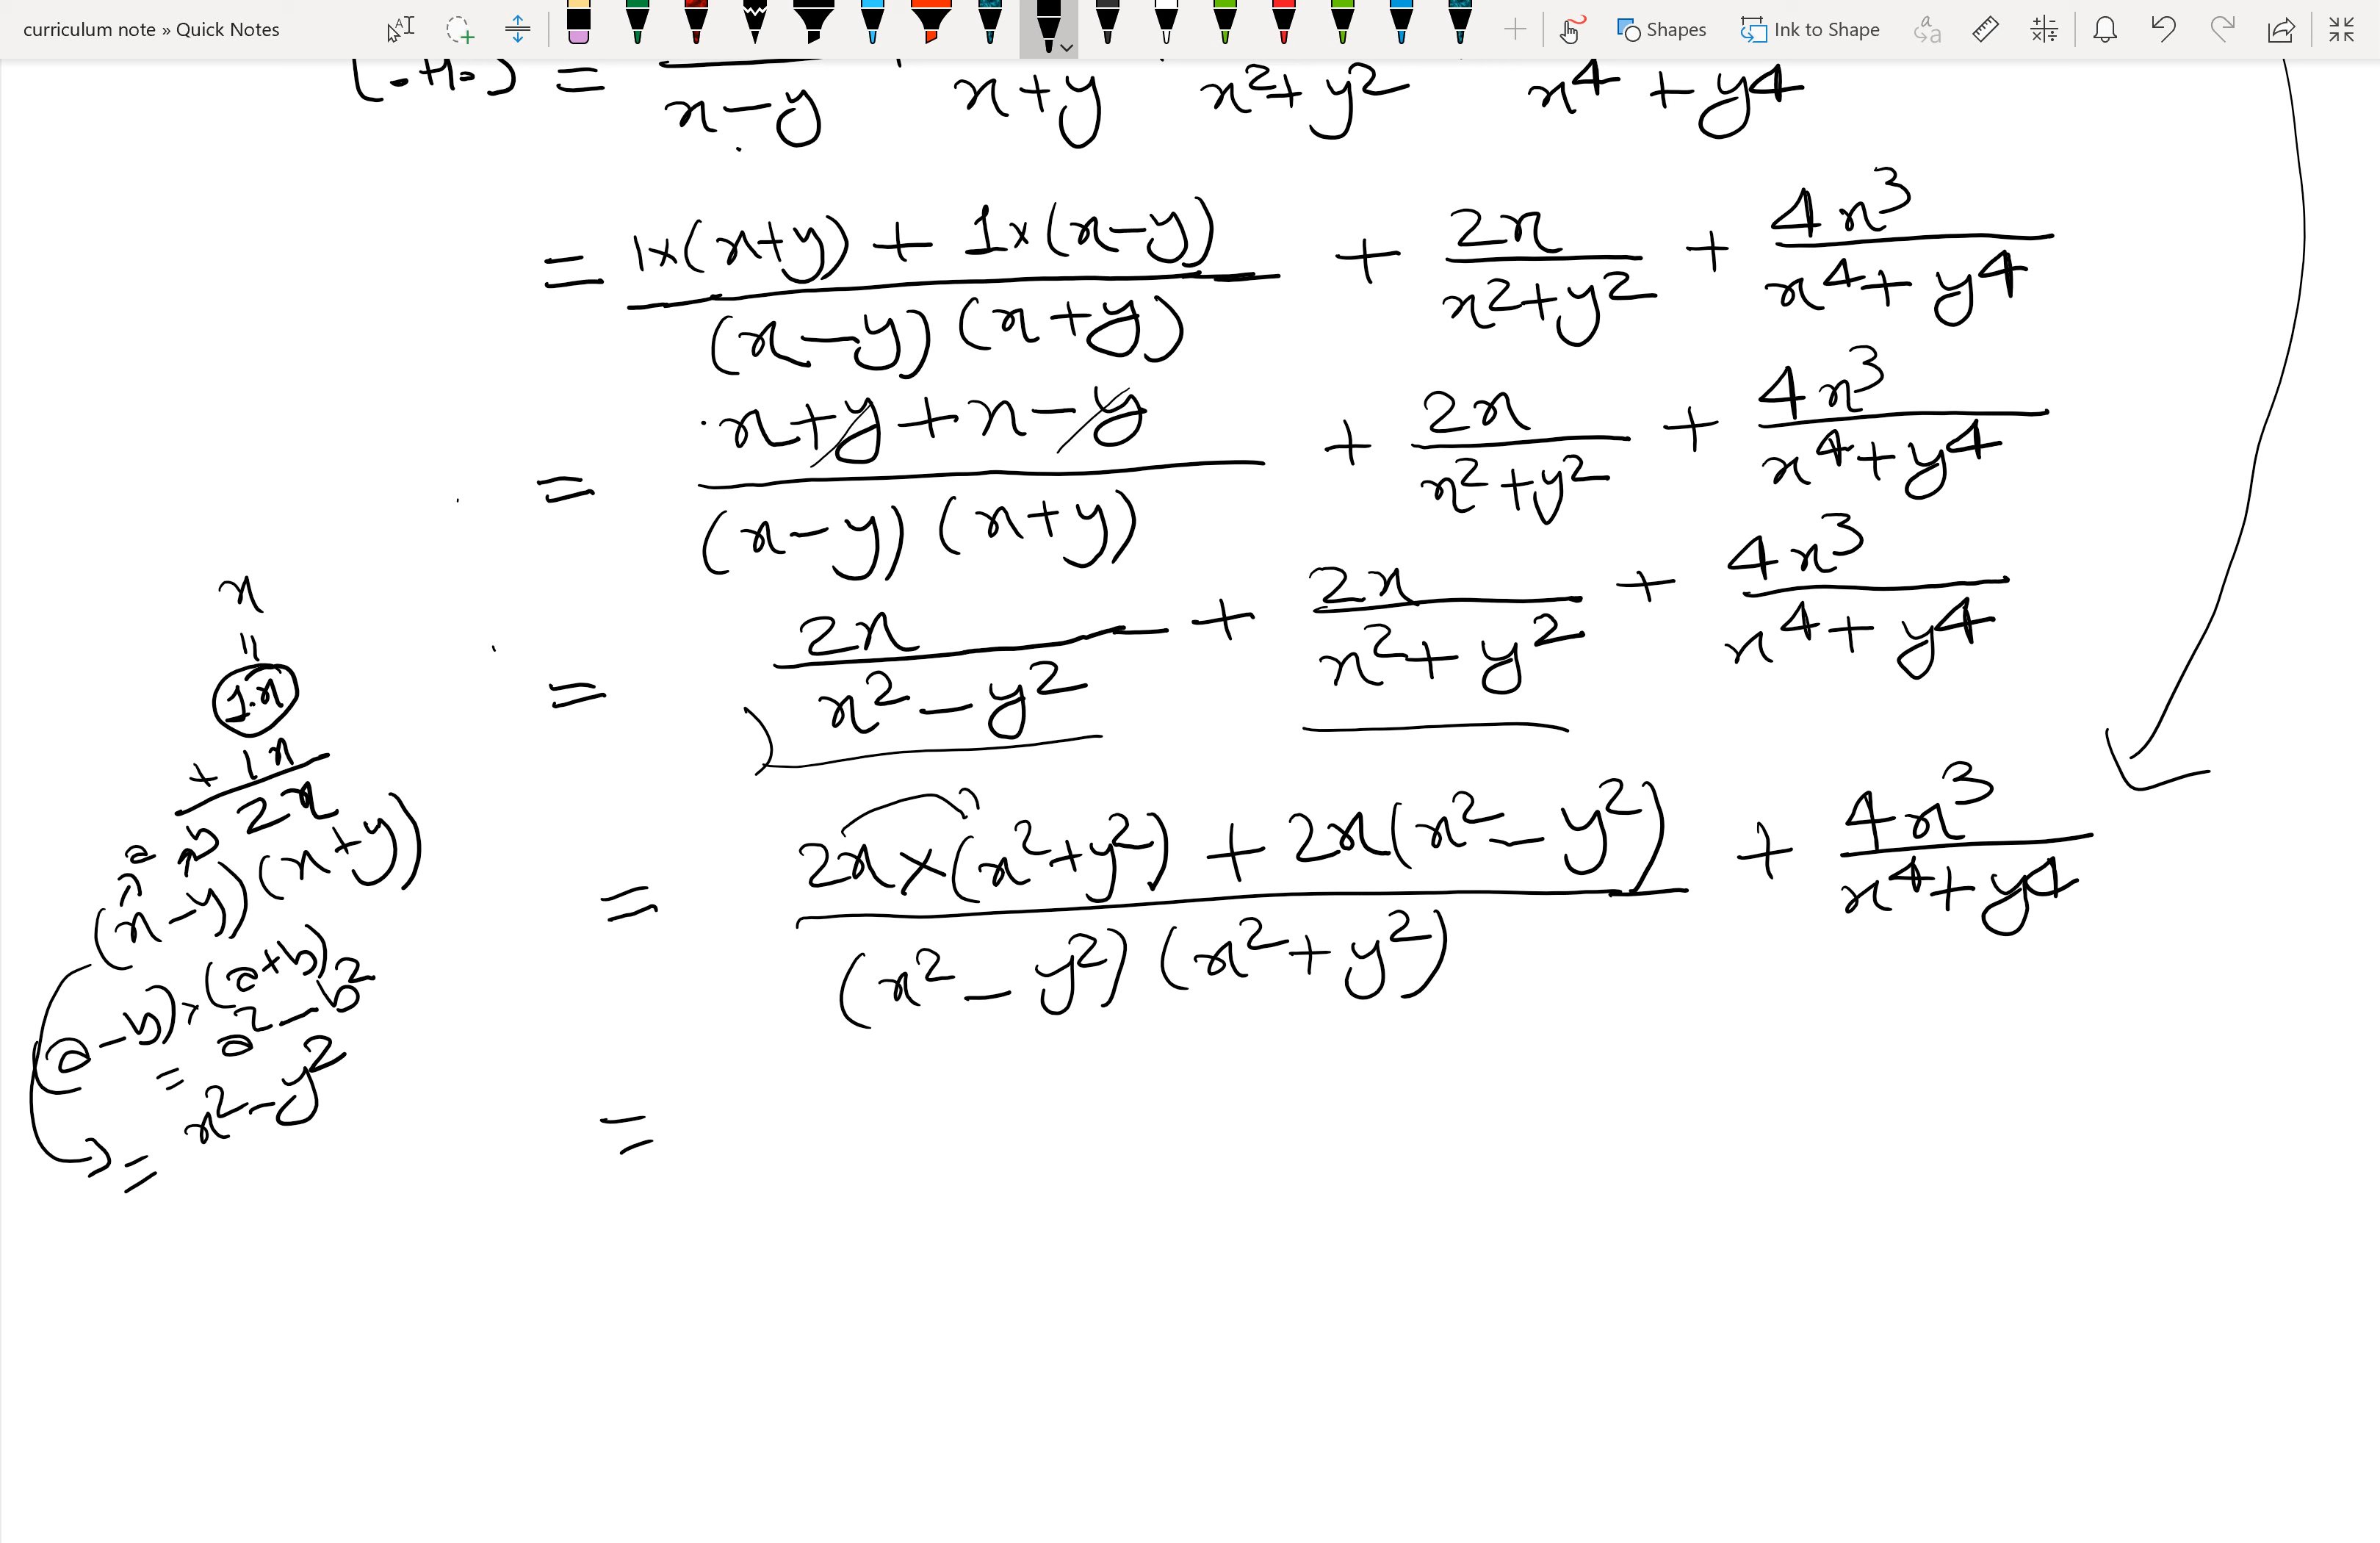 curriculum note » Quick Notes
Shapes
Ink to Shape
=
x-y x+y x²+y² x⁴+y⁴
= (1×(x+y) + 1×(x-y))/((x-y)(x+y)) + 2x/(x²+y²) + 4x³/(x⁴+y⁴)
= (x+y+x-y)/((x-y)(x+y)) + 2x/(x²+y²) + 4x³/(x⁴+y⁴)
= 2x/(x²-y²) + 2x/(x²+y²) + 4x³/(x⁴+y⁴)
= (2x×(x²+y²) + 2x(x²-y²))/((x²-y²)(x²+y²)) + 4x³/(x⁴+y⁴)
=
x
=
1.x
+ 1x
2x
a b
(x-y)(x+y)
(a-b)×(a+b)
= a²-b²
= x²-y²